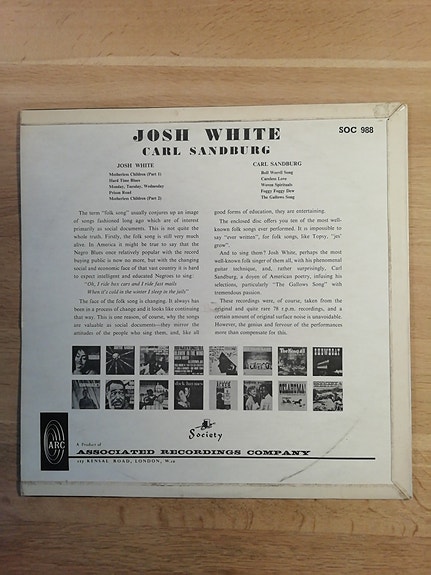 JOSH WHITE
SOC 988
CARL SANDBURG
JOSH WHITE
Motherless Children (Part 1)
Hard Time Blues
Monday, Tuesday, Wednesday
Prison Road
Motherless Children (Part 2)
CARL SANDBURG
Boll Weevil Song
Careless Love
Woven Spirituals
Foggy Foggy Dew
The Gallows Song
The term "folk song" usually conjures up an image
of songs fashioned long ago which are of interest
primarily as social documents. This is not quite the
whole truth. Firstly, the folk song is still very much
alive. In America it might be true to say that the
Negro Blues once relatively popular with the record
buying public is now no more, but with the changing
social and economic face of that vast country it is hard
to expect intelligent and educated Negroes to sing:
"Oh, I ride box cars and I ride fast mails
When it's cold in the winter I sleep in the jails"
The face of the folk song is changing. It always has
been in a process of change and it looks like continuing
that way. This is one reason, of course, why the songs
are valuable as social documents—they mirror the
attitudes of the people who sing them, and, like all
good forms of education, they are entertaining.
The enclosed disc offers you ten of the most well-
known folk songs ever performed. It is impossible to
say "ever written", for folk songs, like Topsy, "jus'
grow".
And to sing them? Josh White, perhaps the most
well-known folk singer of them all, with his phenomenal
guitar technique, and, rather surprisingly, Carl
Sandburg, a doyen of American poetry, infusing his
selections, particularly "The Gallows Song" with
tremendous passion.
These recordings were, of course, taken from the
original and quite rare 78 r.p.m. recordings, and a
certain amount of original surface noise is unavoidable.
However, the genius and fervour of the performances
more than compensate for this.
SHOWBOAT
Society
ARC
A Product of
ASSOCIATED RECORDINGS COMPANY
KENSAL ROAD, LONDON, W.10